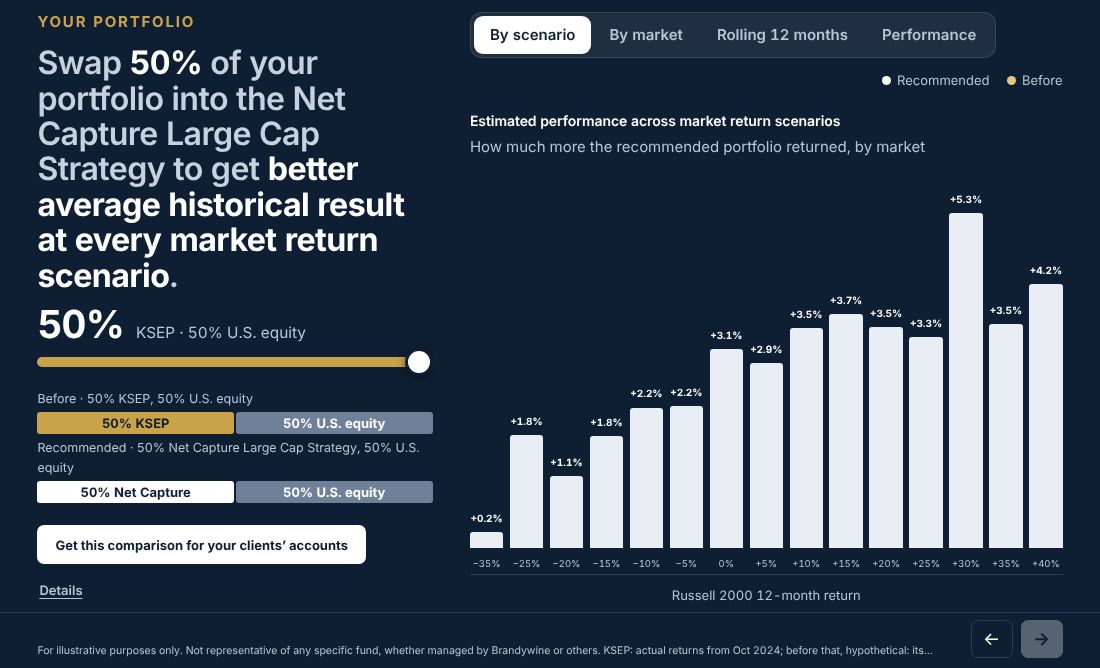 YOUR PORTFOLIO
Swap 50% of your
portfolio into the Net
Capture Large Cap
Strategy to get better
average historical result
at every market return
scenario.
50% KSEP · 50% U.S. equity
Before · 50% KSEP, 50% U.S. equity
50% KSEP 50% U.S. equity
Recommended · 50% Net Capture Large Cap Strategy, 50% U.S.
equity
50% Net Capture 50% U.S. equity
Get this comparison for your clients’ accounts
Details
By scenario By market Rolling 12 months Performance
Recommended Before
Estimated performance across market return scenarios
How much more the recommended portfolio returned, by market
+0.2% +1.8% +1.1% +1.8% +2.2% +2.2% +3.1% +2.9% +3.5% +3.7% +3.5% +3.3% +5.3% +3.5% +4.2%
−35% −25% −20% −15% −10% −5% 0% +5% +10% +15% +20% +25% +30% +35% +40%
Russell 2000 12-month return
For illustrative purposes only. Not representative of any specific fund, whether managed by Brandywine or others. KSEP: actual returns from Oct 2024; before that, hypothetical: its…